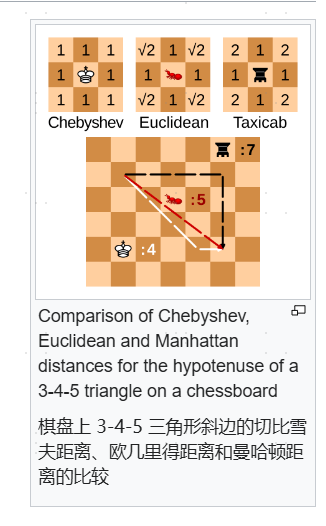 1 1 1 √2 1 √2 2 1 2
1 1 1 1 1 1
1 1 1 √2 1 √2 2 1 2
Chebyshev Euclidean Taxicab
:7
:5
:4
Comparison of Chebyshev,
Euclidean and Manhattan
distances for the hypotenuse of a
3-4-5 triangle on a chessboard
棋盘上 3-4-5 三角形斜边的切比雪
夫距离、欧几里得距离和曼哈顿距
离的比较